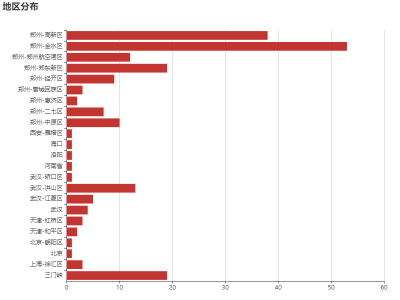 地区分布
郑州-高新区
郑州-金水区
郑州-郑州航空港区
郑州-郑东新区
郑州-经开区
郑州-管城回族区
郑州-惠济区
郑州-二七区
郑州-中原区
西安-雁塔区
海口
洛阳
河南省
武汉-硚口区
武汉-洪山区
武汉-江夏区
武汉
天津-红桥区
天津-和平区
北京-朝阳区
北京
上海-徐汇区
三门峡
0 10 20 30 40 50 60